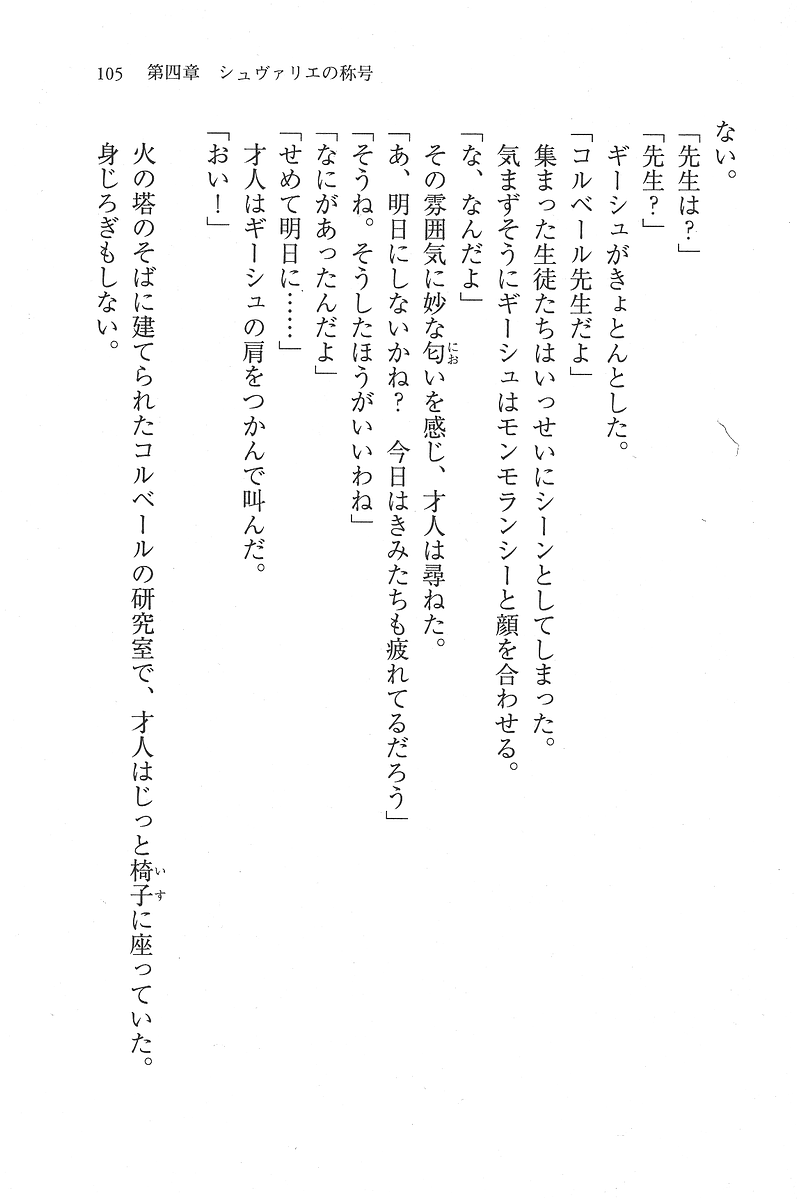 105　第四章　シュヴァリエの称号
ない。
「先生は？」
「先生？」
ギーシュがきょとんとした。
「コルベール先生だよ」
集まった生徒たちはいっせいにシーンとしてしまった。
気まずそうにギーシュはモンモランシーと顔を合わせる。
「な、なんだよ」
その雰囲気に妙な匂いを感じ、才人は尋ねた。
「あ、明日にしないかね？　今日はきみたちも疲れてるだろう」
「そうね。そうしたほうがいいわね」
「なにがあったんだよ」
「せめて明日に……」
才人はギーシュの肩をつかんで叫んだ。
「おい！」
火の塔のそばに建てられたコルベールの研究室で、才人はじっと椅子に座っていた。
身じろぎもしない。